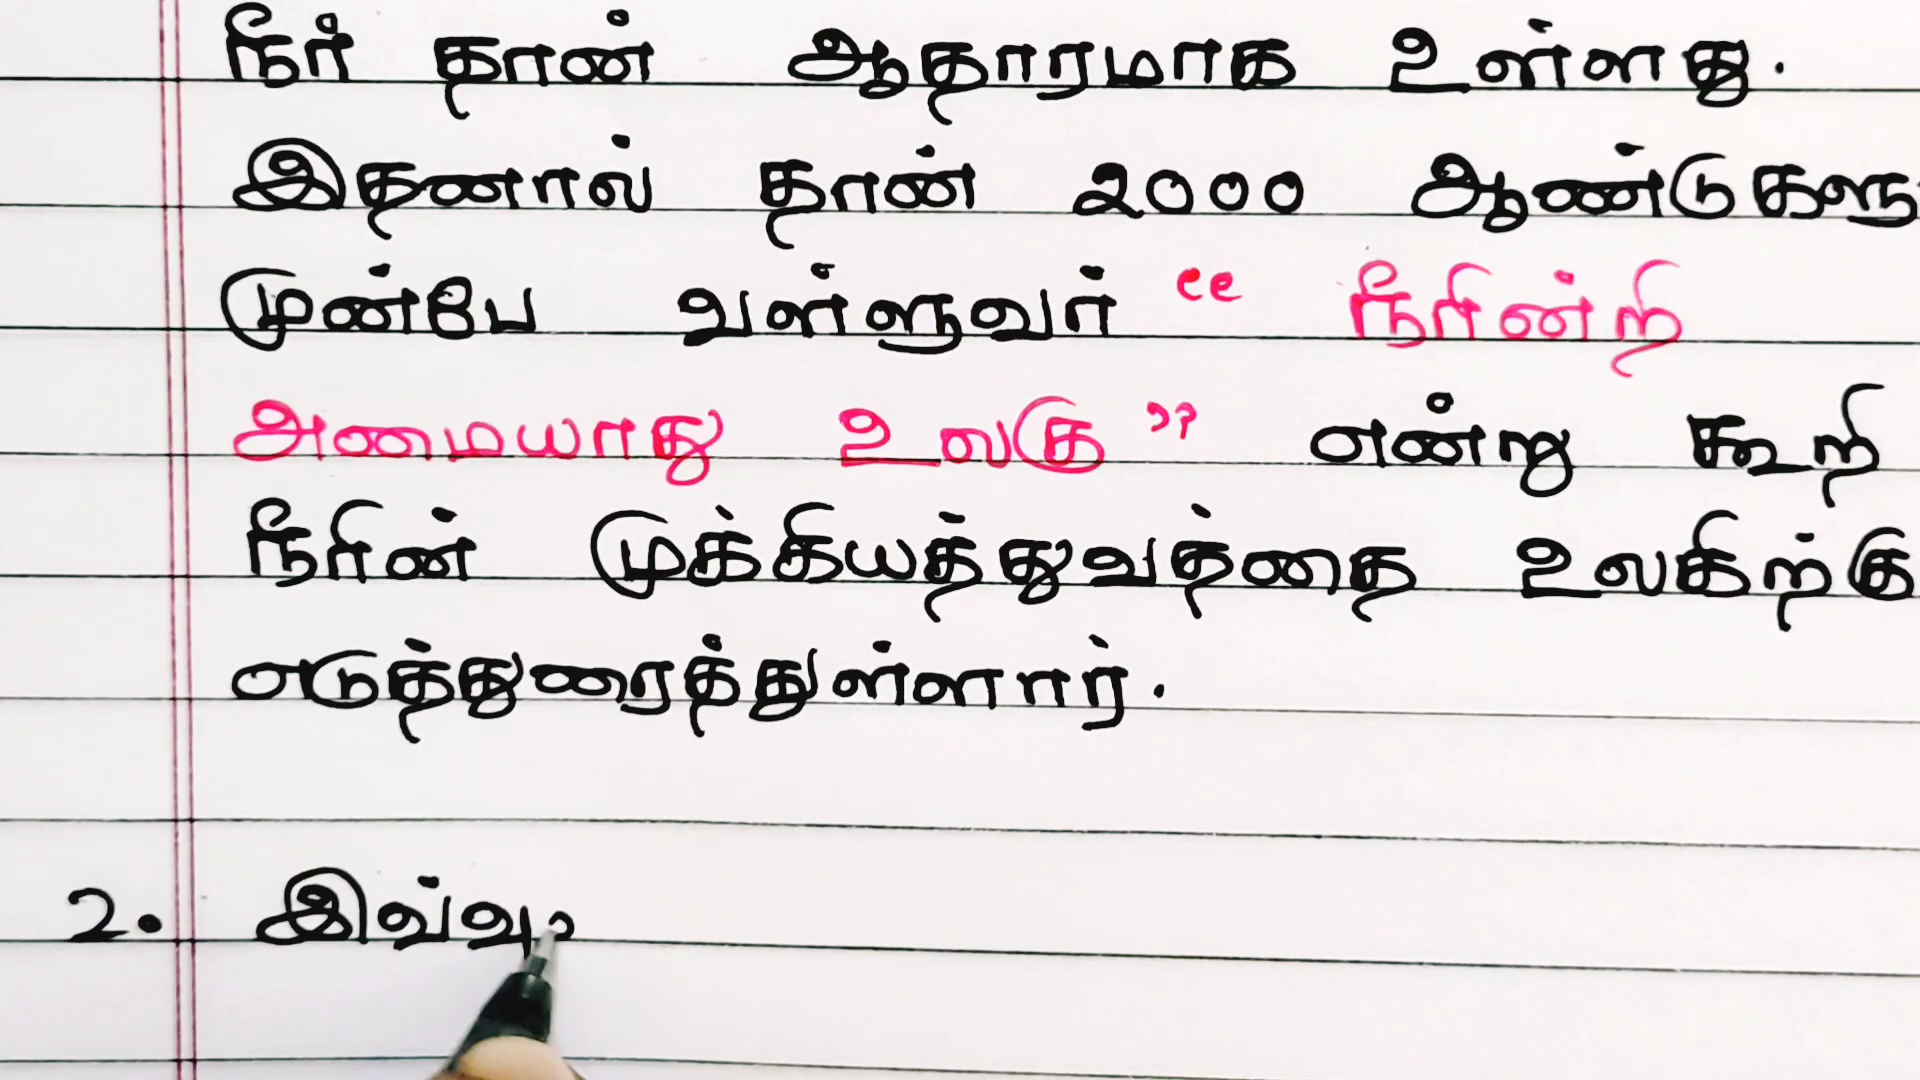 நீர் தான் ஆதாரமாக உள்ளது.
இதனால் தான் 2000 ஆண்டுகளு
முன்பே வள்ளுவர் “ நீரின்றி
அமையாது உலகு ” என்று கூறி
நீரின் முக்கியத்துவத்தை உலகிற்கு
எடுத்துரைத்துள்ளார்.
2. இவ்வு